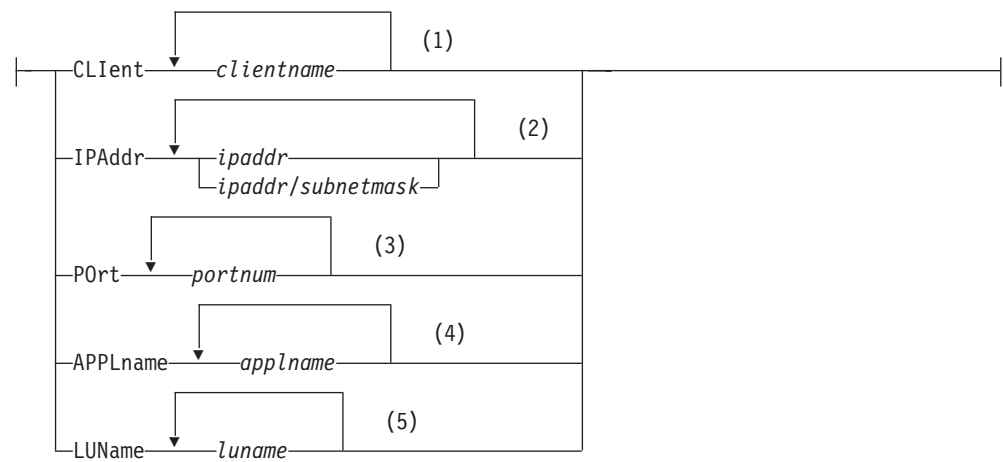 (1)
CLIent clientname
(2)
IPAddr ipaddr
ipaddr/subnetmask
(3)
POrt portnum
(4)
APPLname applname
(5)
LUName luname